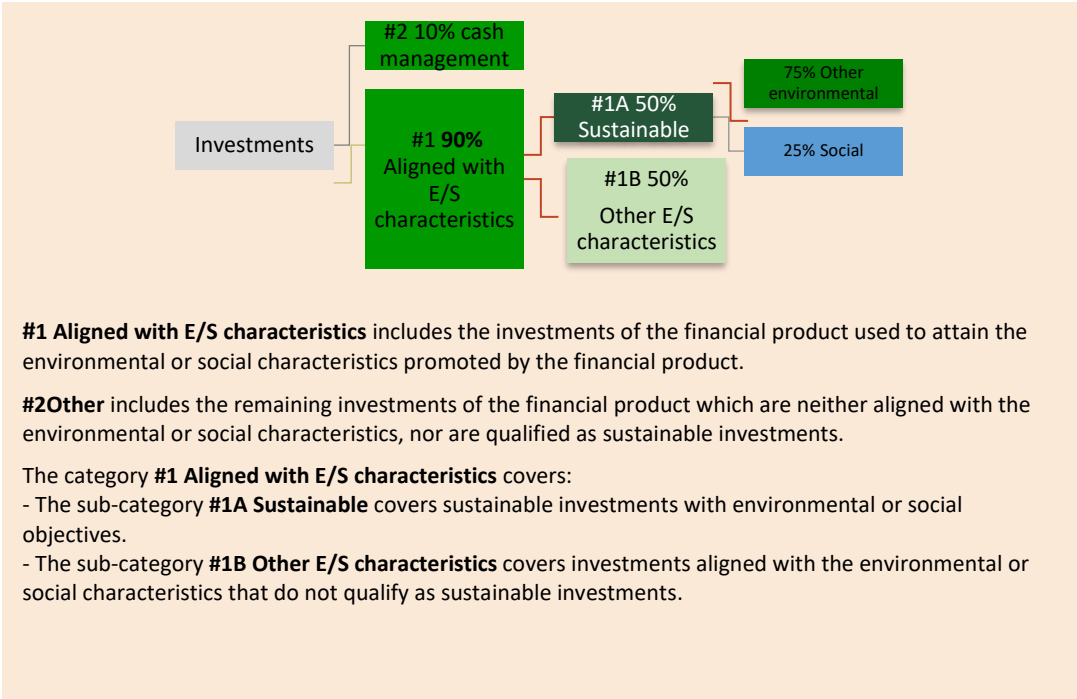 #2 10% cash
management
Investments
#1 90%
Aligned with
E/S
characteristics
#1A 50%
Sustainable
#1B 50%
Other E/S
characteristics
75% Other
environmental
25% Social
#1 Aligned with E/S characteristics includes the investments of the financial product used to attain the
environmental or social characteristics promoted by the financial product.
#2Other includes the remaining investments of the financial product which are neither aligned with the
environmental or social characteristics, nor are qualified as sustainable investments.
The category #1 Aligned with E/S characteristics covers:
- The sub-category #1A Sustainable covers sustainable investments with environmental or social
objectives.
- The sub-category #1B Other E/S characteristics covers investments aligned with the environmental or
social characteristics that do not qualify as sustainable investments.